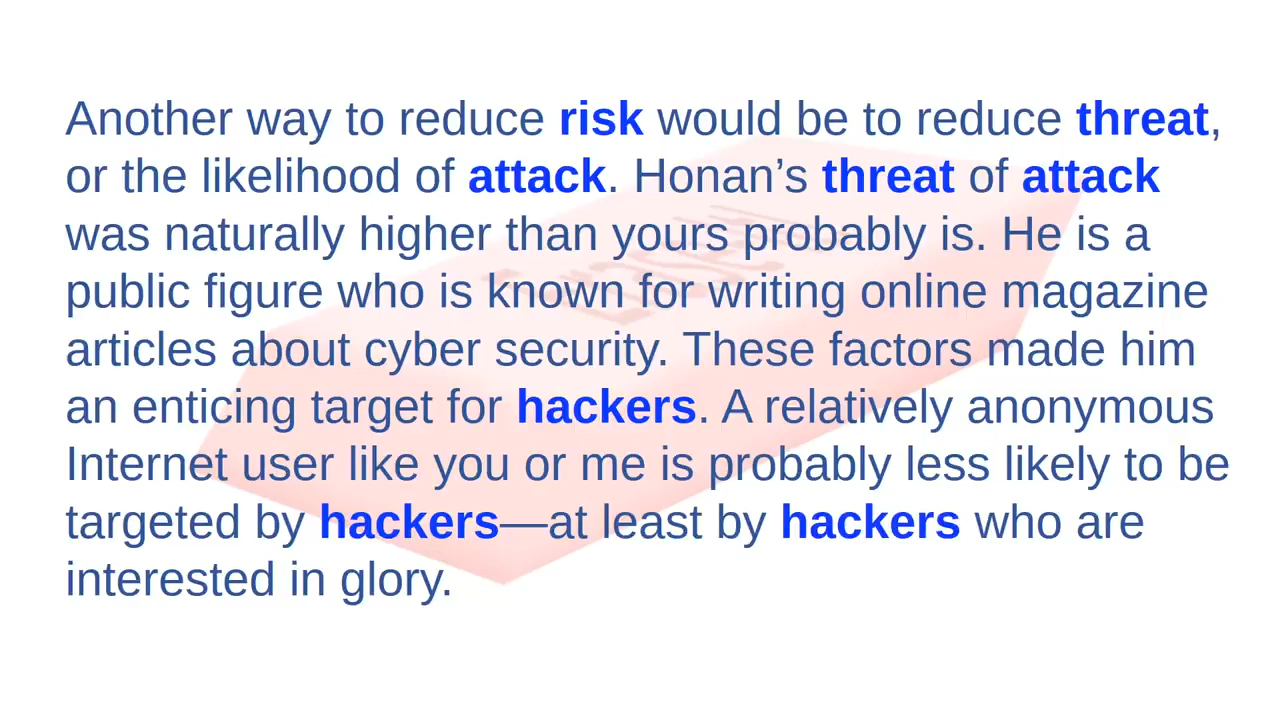 Another way to reduce risk would be to reduce threat,
or the likelihood of attack. Honan’s threat of attack
was naturally higher than yours probably is. He is a
public figure who is known for writing online magazine
articles about cyber security. These factors made him
an enticing target for hackers. A relatively anonymous
Internet user like you or me is probably less likely to be
targeted by hackers—at least by hackers who are
interested in glory.